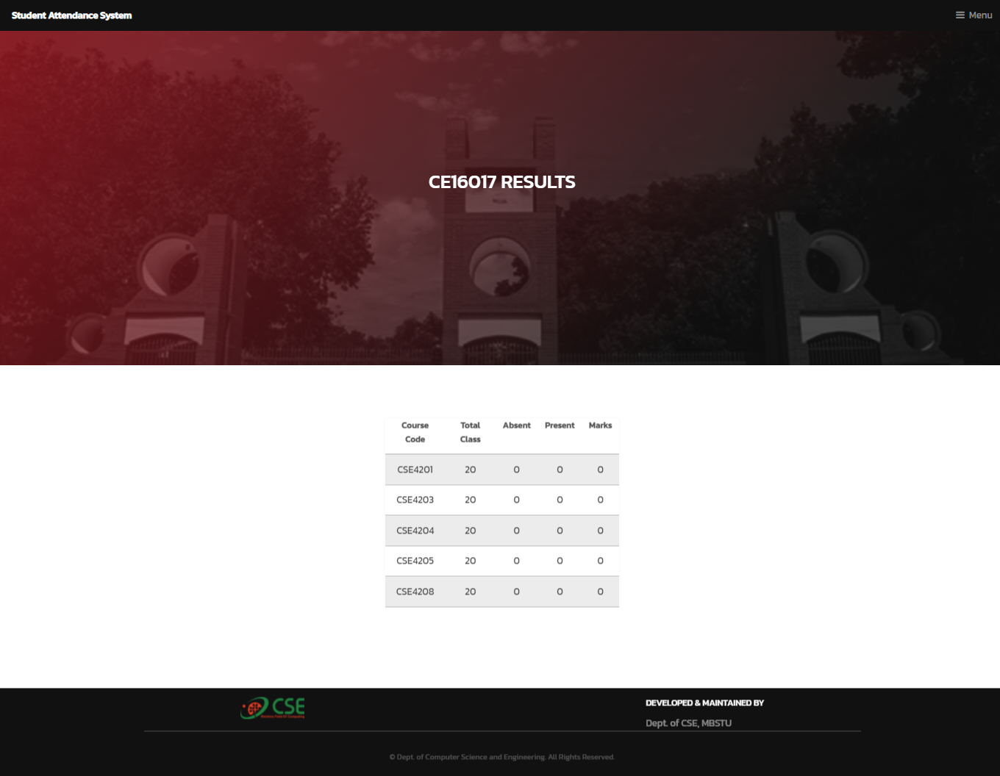 Student Attendance System
Menu
CE16017 RESULTS
Course Code Total Class Absent Present Marks
CSE4201 20 0 0 0
CSE4203 20 0 0 0
CSE4204 20 0 0 0
CSE4205 20 0 0 0
CSE4208 20 0 0 0
CSE
DEVELOPED & MAINTAINED BY
Dept. of CSE, MBSTU
© Dept. of Computer Science and Engineering. All Rights Reserved.